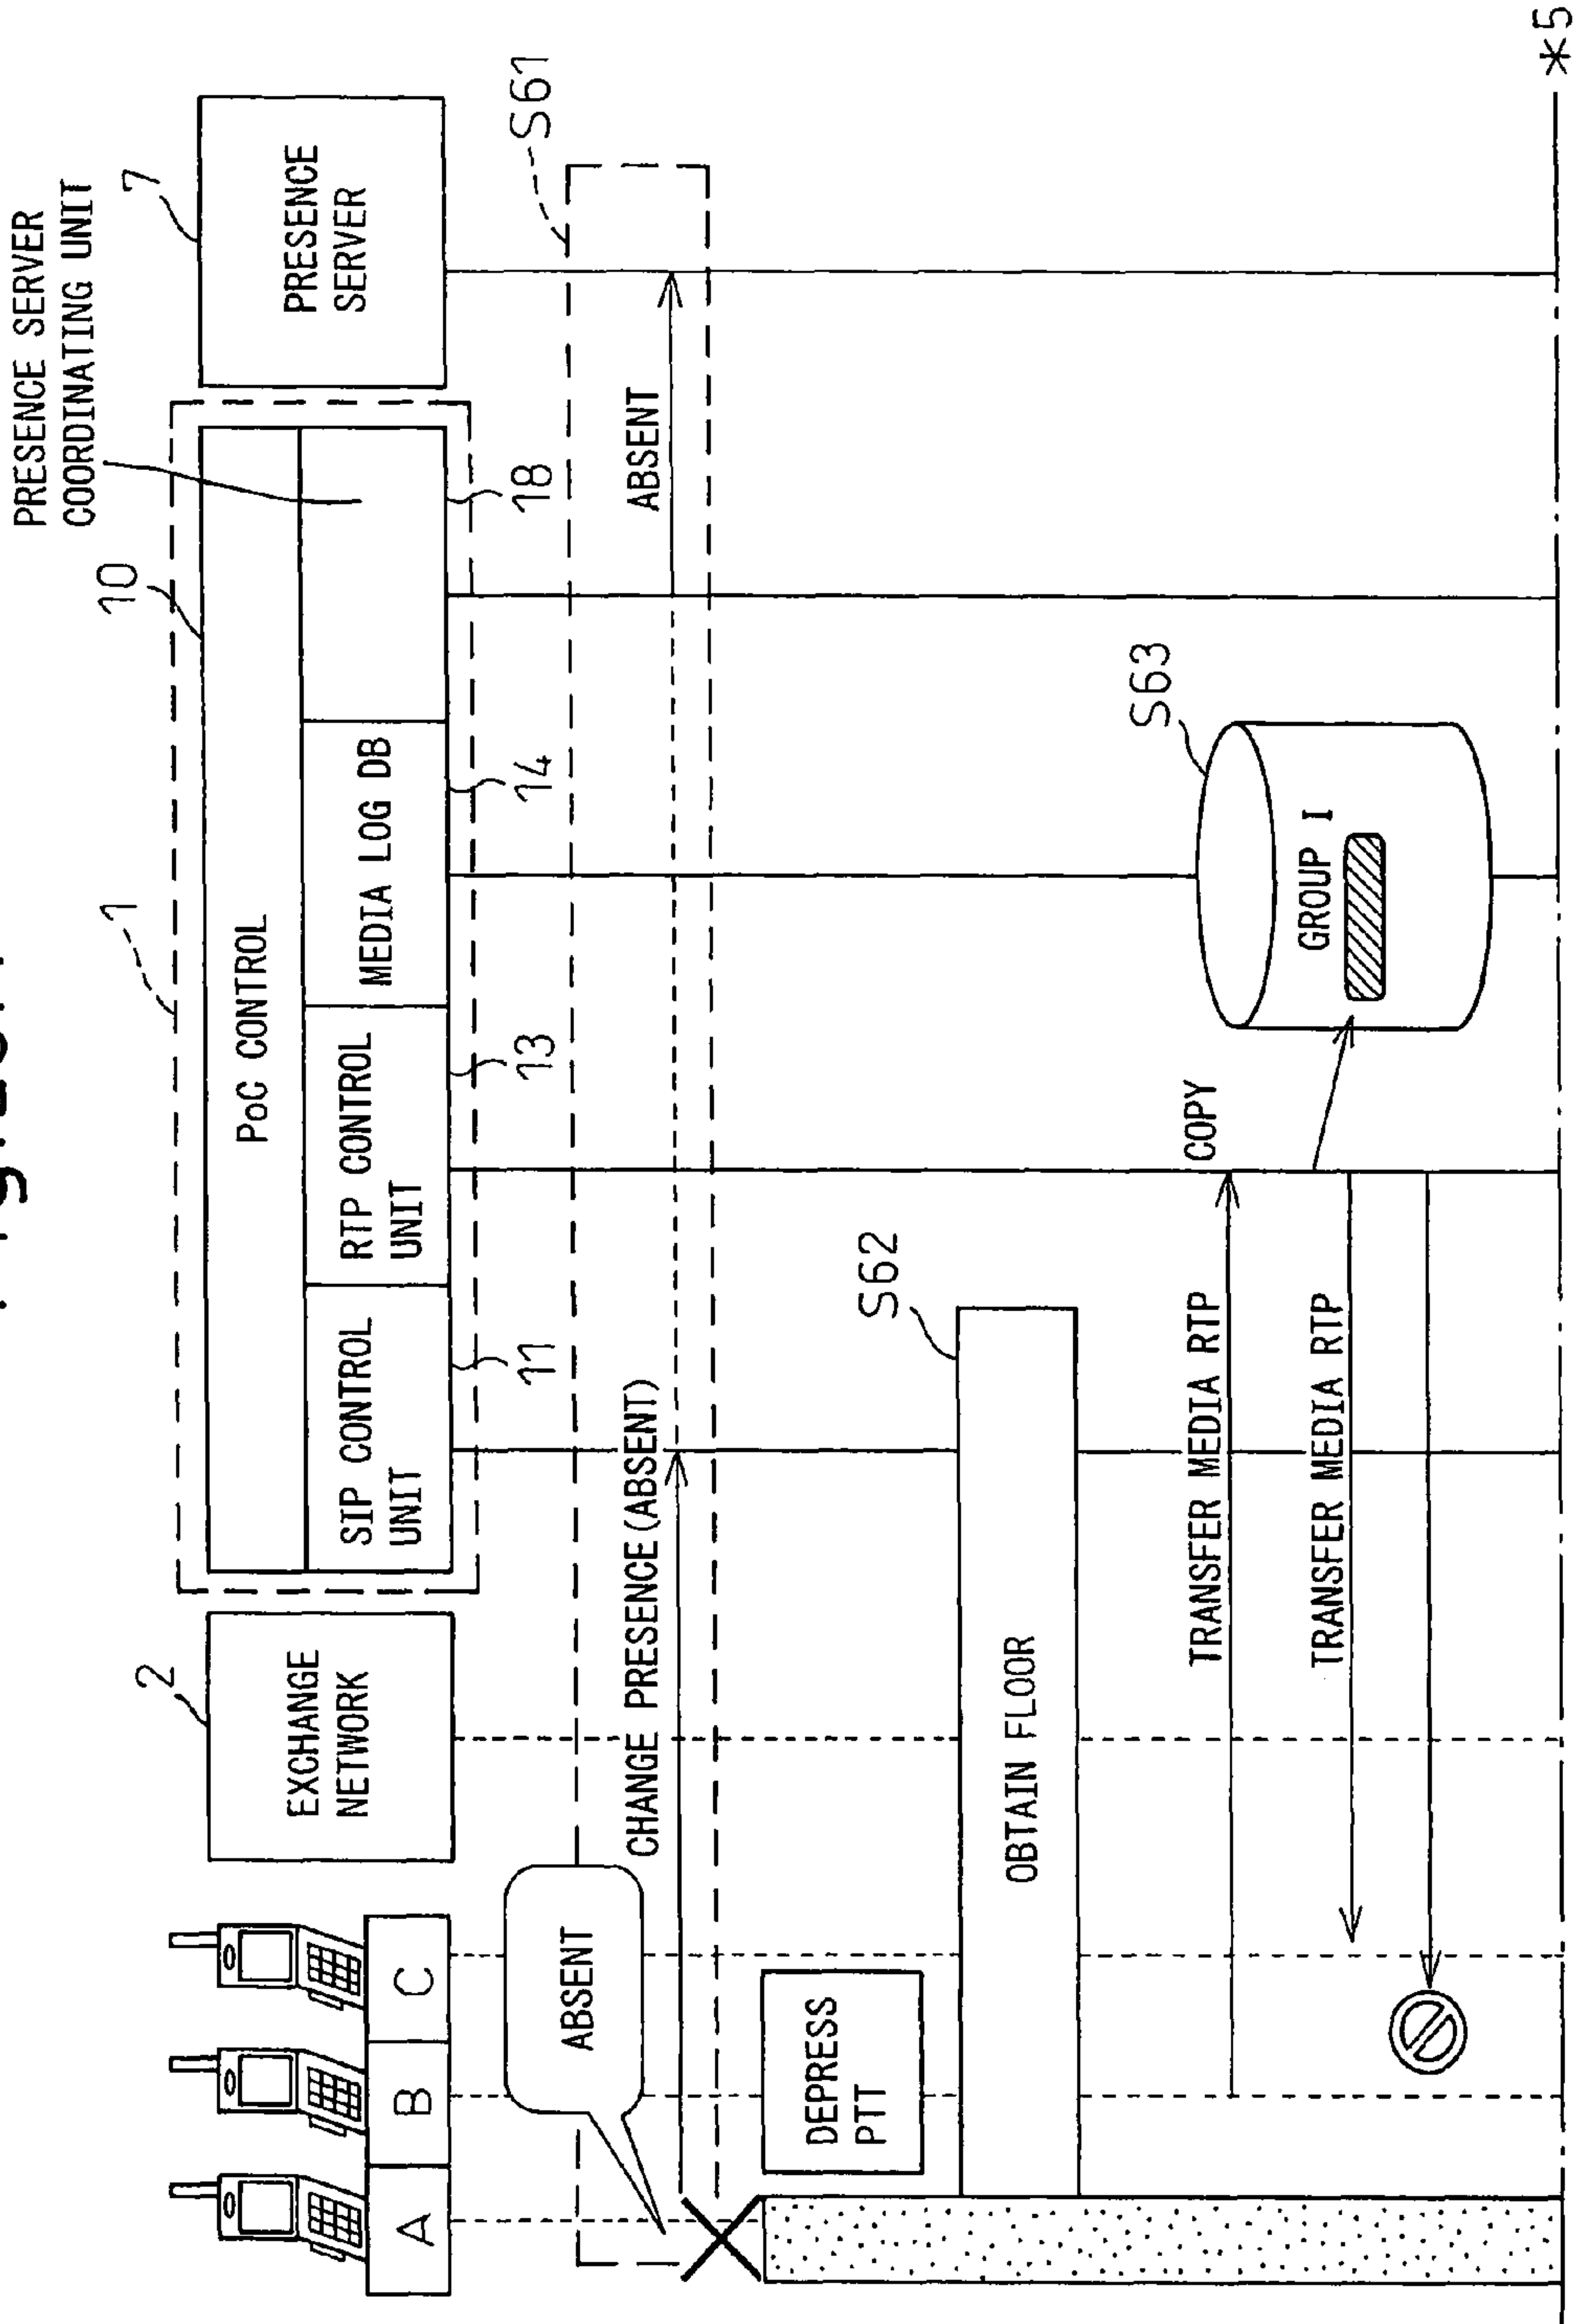 PRESENCE SERVER
COORDINATING UNIT
A
B
C
2
EXCHANGE
NETWORK
1
10
PoC CONTROL
SIP CONTROL
UNIT
11
RTP CONTROL
UNIT
13
MEDIA LOG DB
14
18
7
PRESENCE
SERVER
S61
ABSENT
CHANGE PRESENCE(ABSENT)
ABSENT
DEPRESS
PTT
S62
OBTAIN FLOOR
TRANSFER MEDIA RTP
COPY
S63
GROUP I
TRANSFER MEDIA RTP
*5